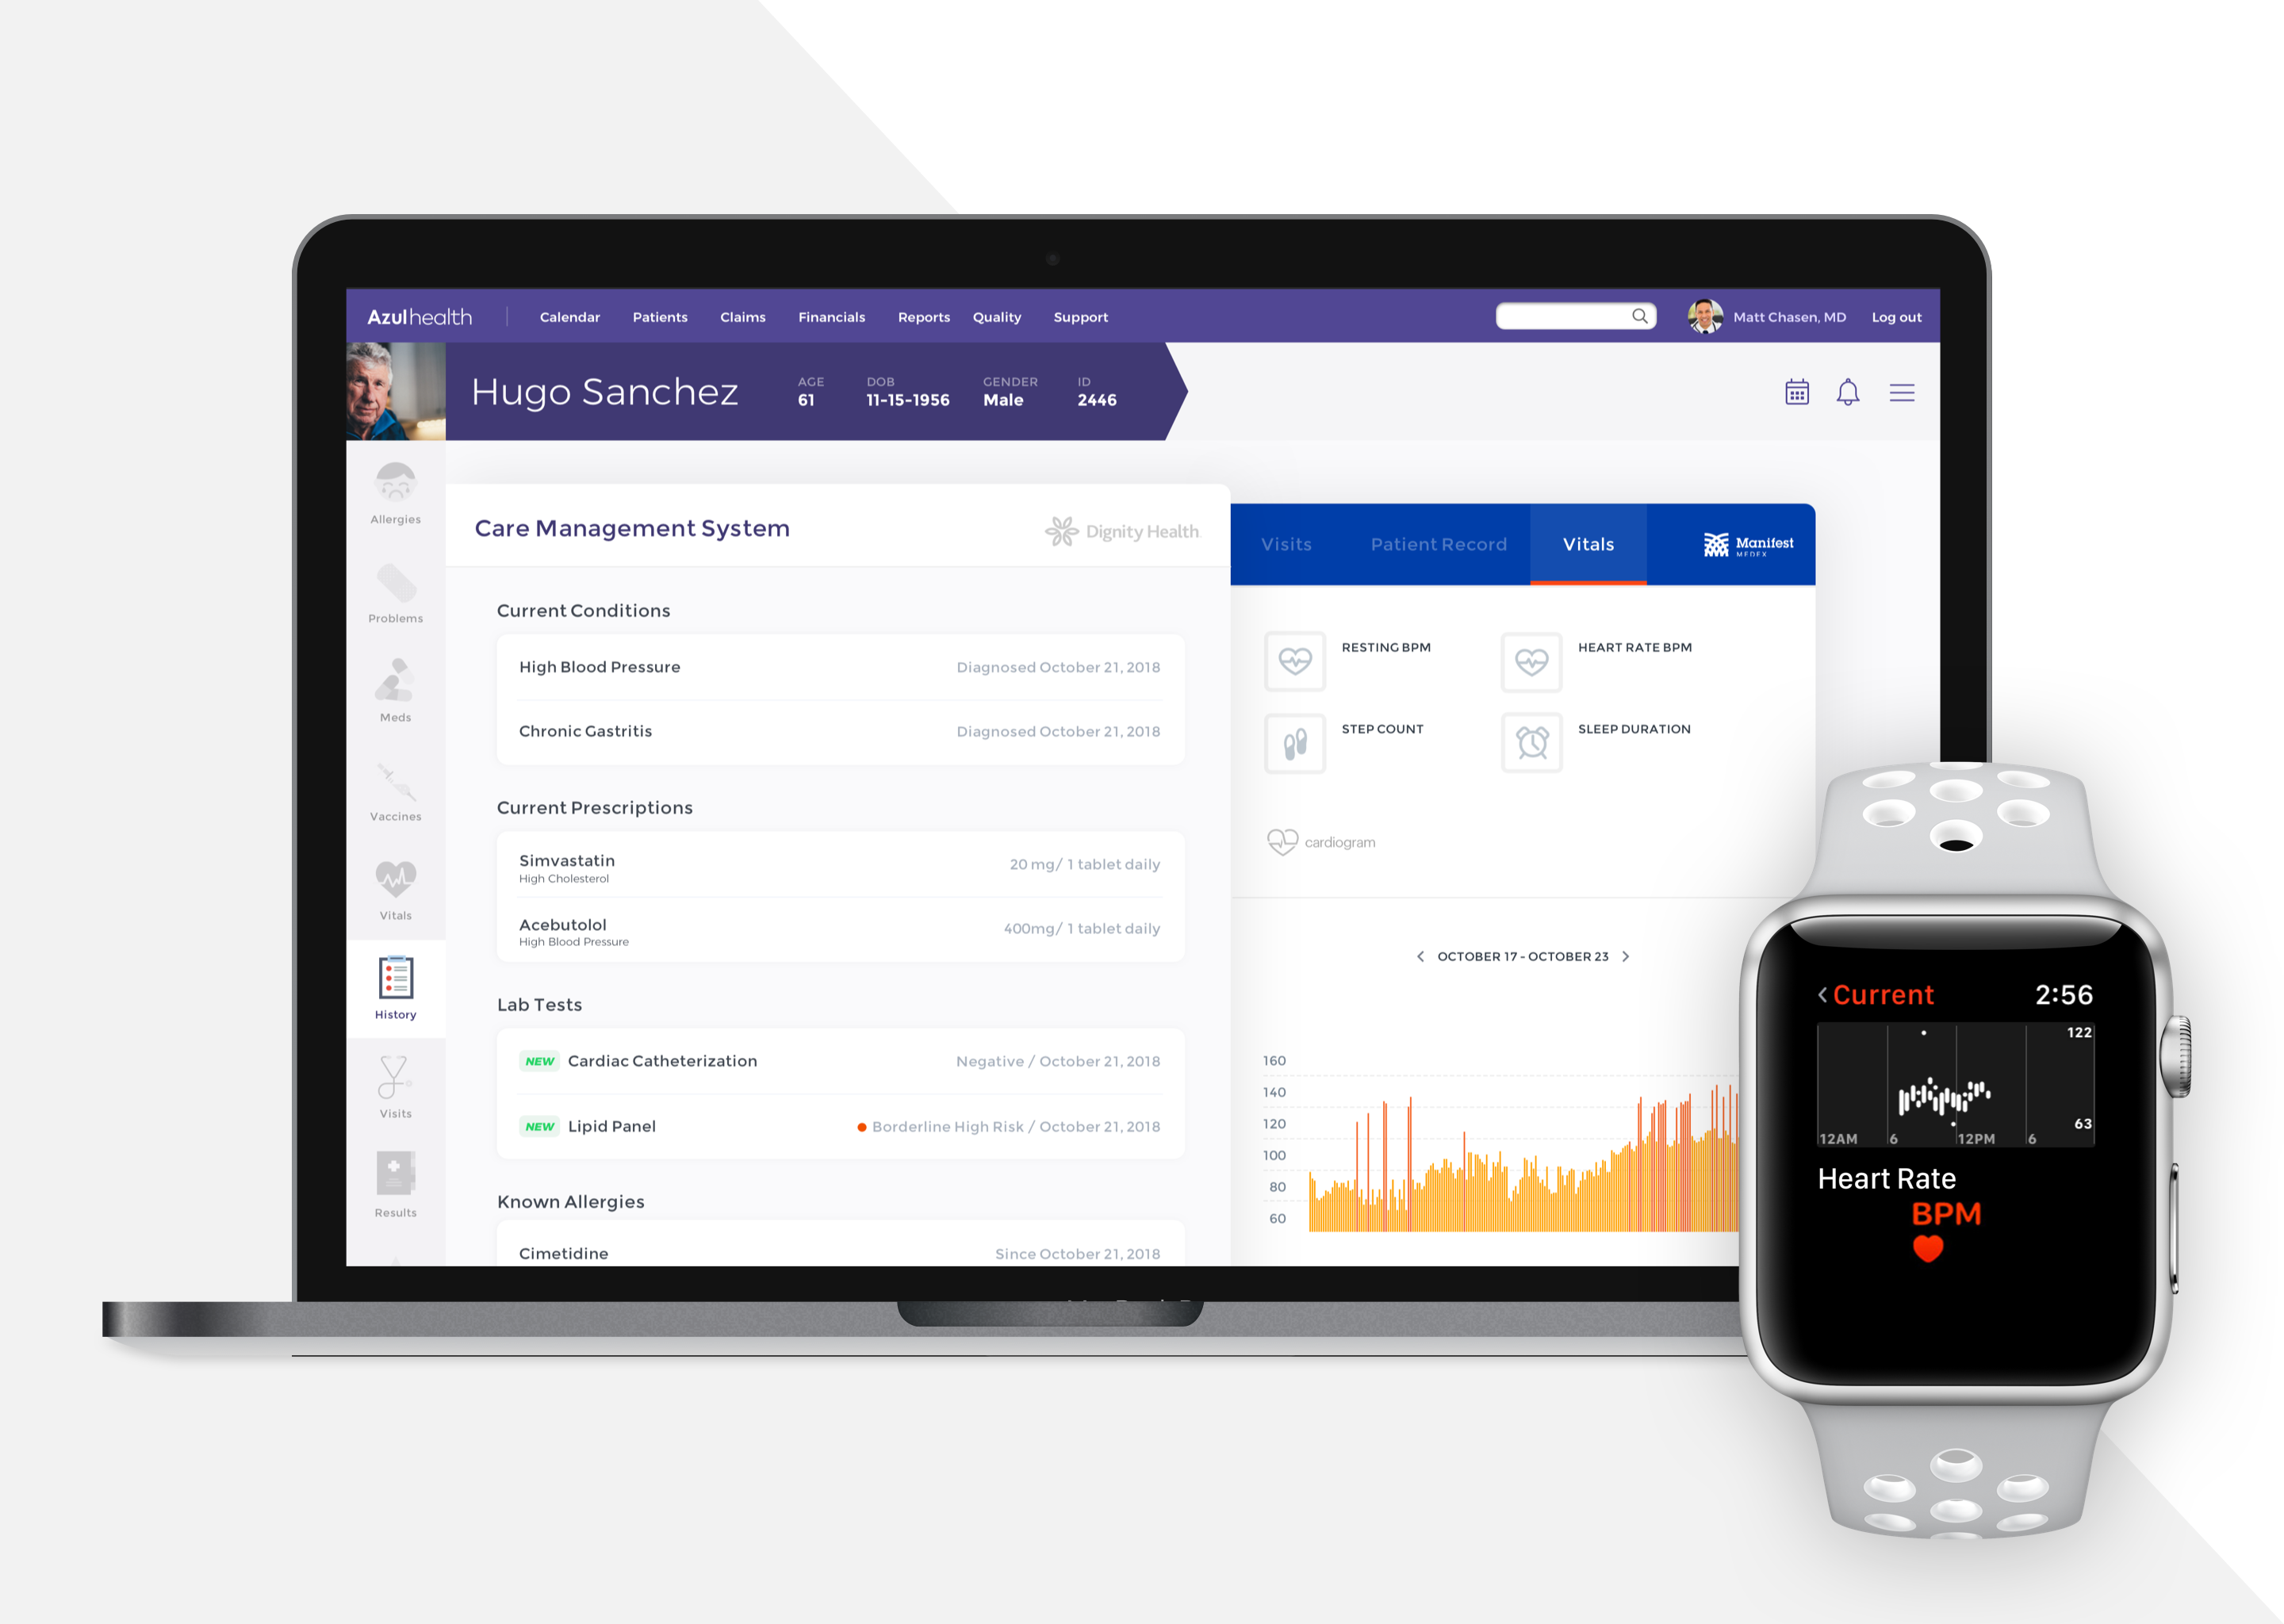 Azulhealth
Calendar Patients Claims Financials Reports Quality Support
Matt Chasen, MD Log out
Hugo Sanchez
AGE DOB GENDER ID
61 11-15-1956 Male 2446
Allergies
Problems
Meds
Vaccines
Vitals
History
Visits
Results
Care Management System
Dignity Health
Current Conditions
High Blood Pressure Diagnosed October 21, 2018
Chronic Gastritis Diagnosed October 21, 2018
Current Prescriptions
Simvastatin 20 mg/ 1 tablet daily
High Cholesterol
Acebutolol 400mg/ 1 tablet daily
High Blood Pressure
Lab Tests
NEW Cardiac Catheterization Negative / October 21, 2018
NEW Lipid Panel Borderline High Risk / October 21, 2018
Known Allergies
Cimetidine Since October 21, 2018
Visits Patient Record Vitals Manifest
MEDEX
RESTING BPM HEART RATE BPM
STEP COUNT SLEEP DURATION
cardiogram
< OCTOBER 17 - OCTOBER 23 >
160
140
120
100
80
60
< Current 2:56
122
63
12AM 6 12PM 6
Heart Rate
BPM